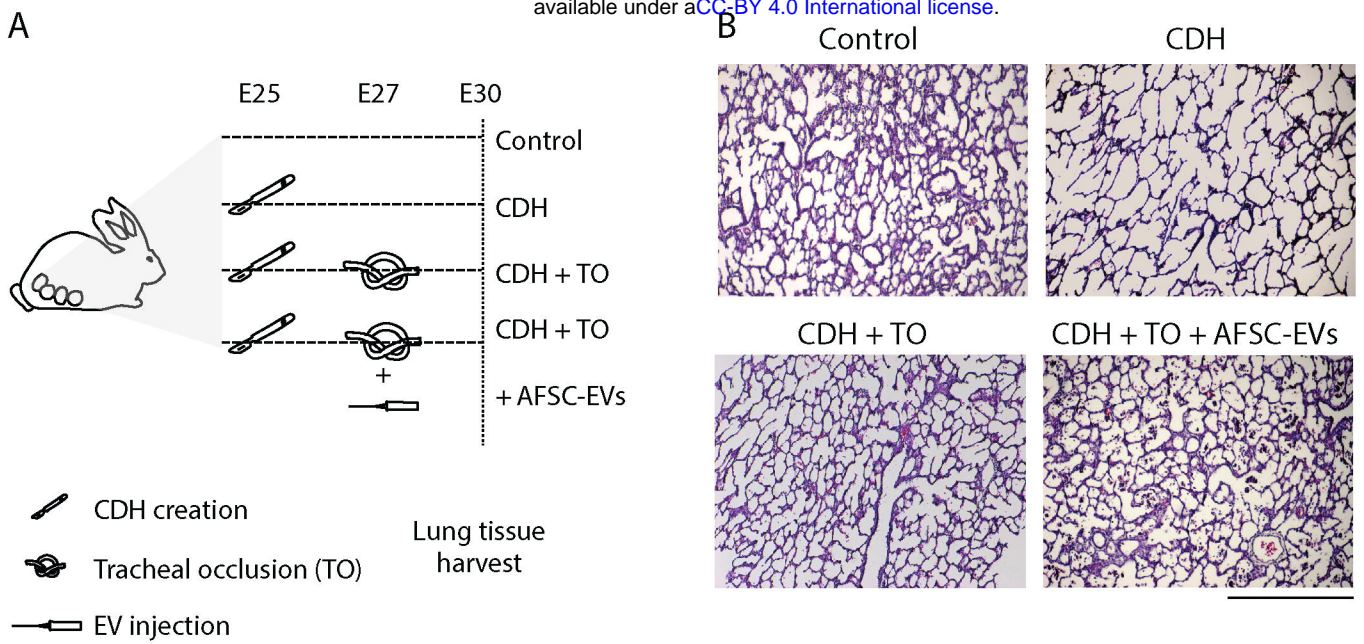 available under aCC-BY 4.0 International license.
A
E25 E27 E30
Control
CDH
CDH + TO
CDH + TO
+
+ AFSC-EVs
CDH creation
Tracheal occlusion (TO)
EV injection
Lung tissue
harvest
B
Control
CDH
CDH + TO
CDH + TO + AFSC-EVs